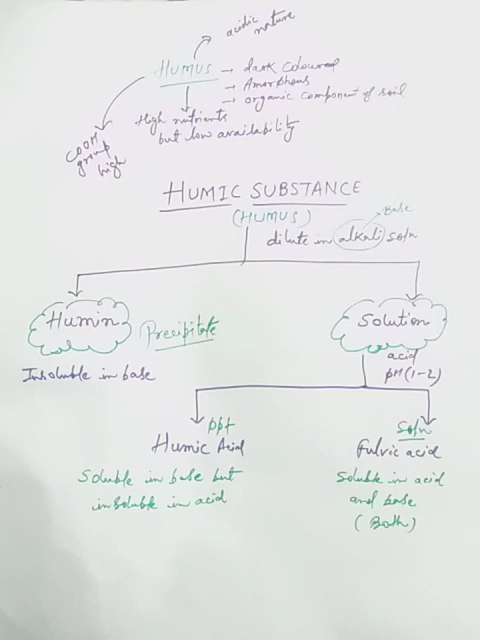 acidic
nature
HUMUS
→ dark coloured
→ Amorphous
→ organic component of soil
High nutrients
but low availability
COOH
group
high
HUMIC SUBSTANCE
(HUMUS)
Base
dilute in alkali soln
Humin
Precipitate
Solution
Insoluble in base
acid
pH (1-2)
ppt
Humic Acid
Soluble in base but
insoluble in acid
Soln
Fulvic acid
Soluble in acid
and base
(Both)